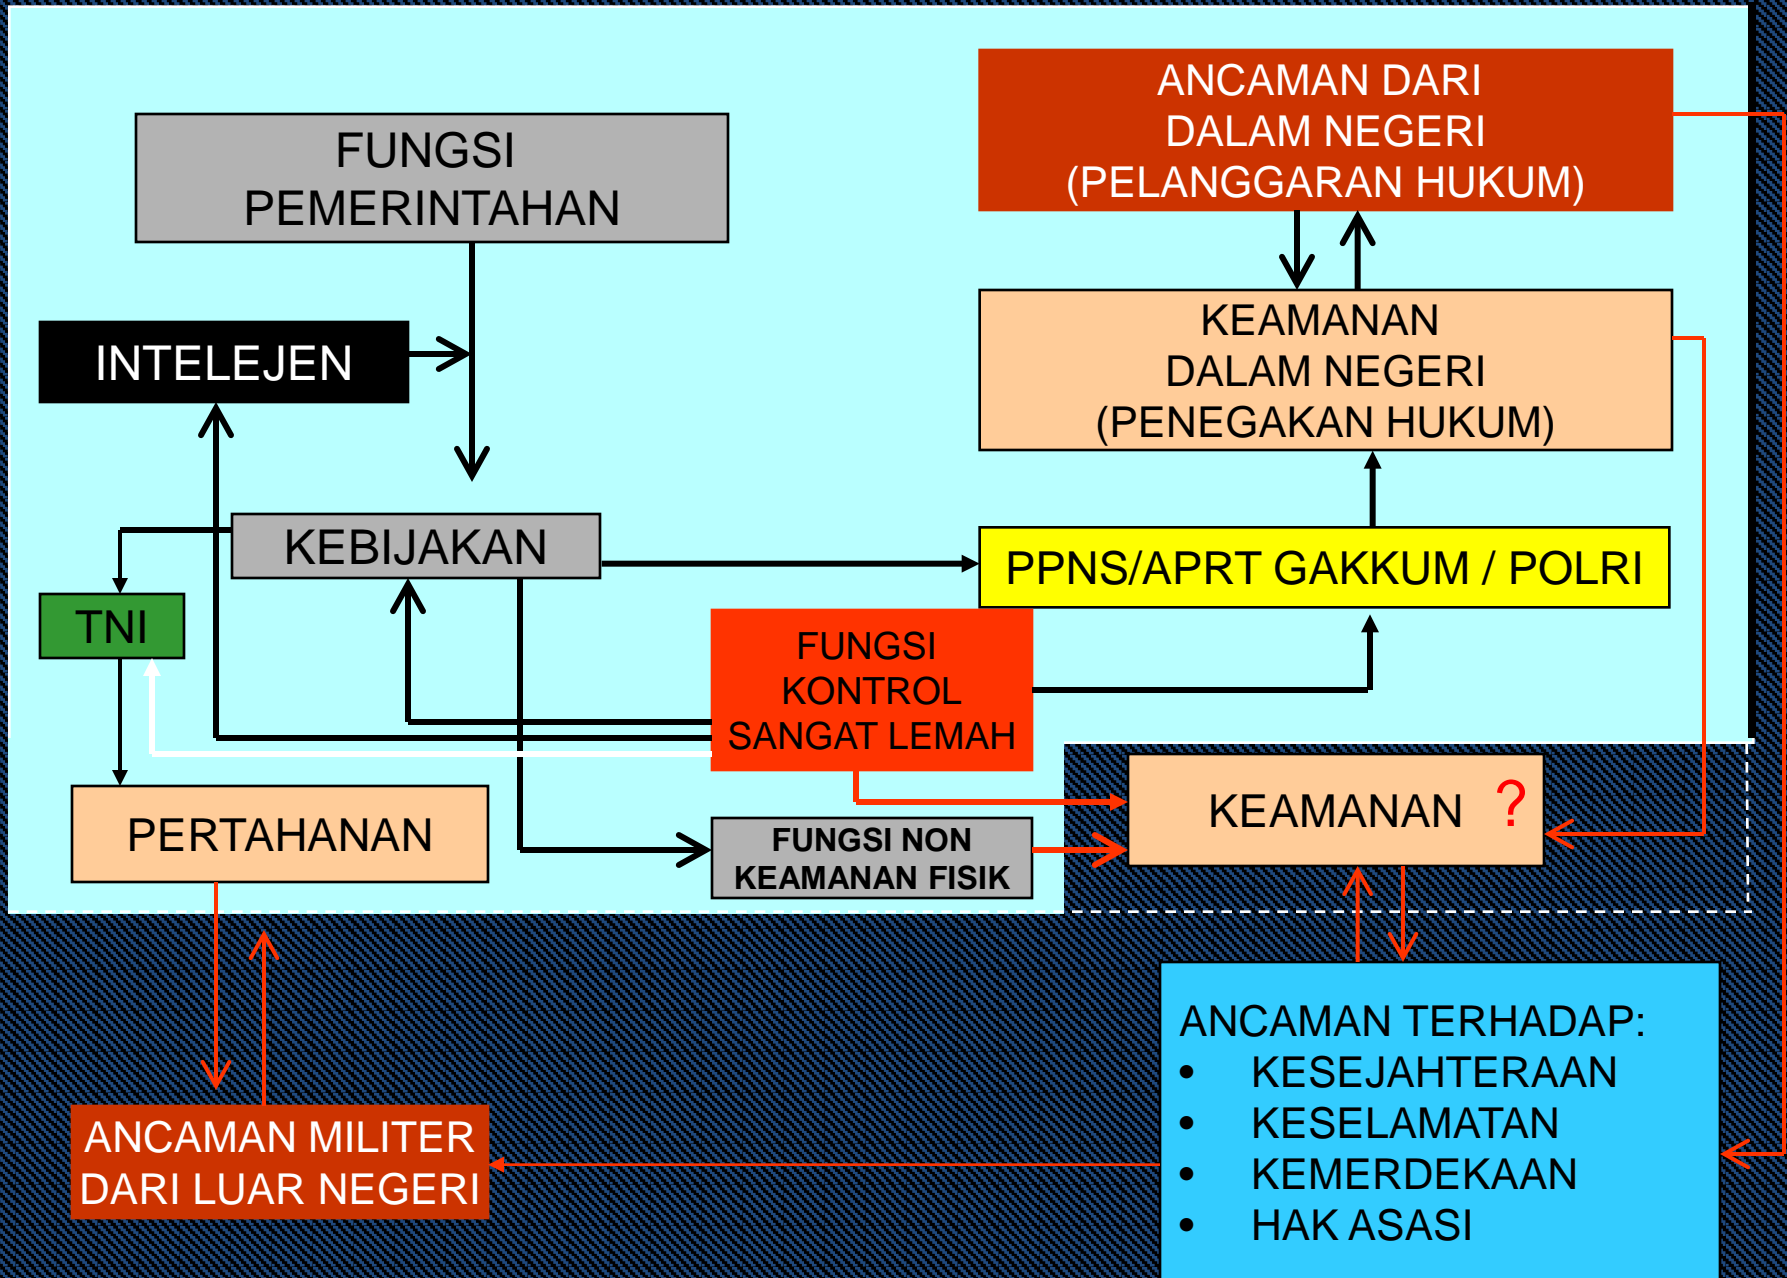 ANCAMAN DARI
DALAM NEGERI
(PELANGGARAN HUKUM)
FUNGSI
PEMERINTAHAN
KEAMANAN
DALAM NEGERI
(PENEGAKAN HUKUM)
INTELEJEN
KEBIJAKAN
PPNS/APRT GAKKUM / POLRI
TNI
FUNGSI
KONTROL
SANGAT LEMAH
PERTAHANAN
KEAMANAN ?
FUNGSI NON
KEAMANAN FISIK
ANCAMAN TERHADAP:
• KESEJAHTERAAN
• KESELAMATAN
• KEMERDEKAAN
• HAK ASASI
ANCAMAN MILITER
DARI LUAR NEGERI